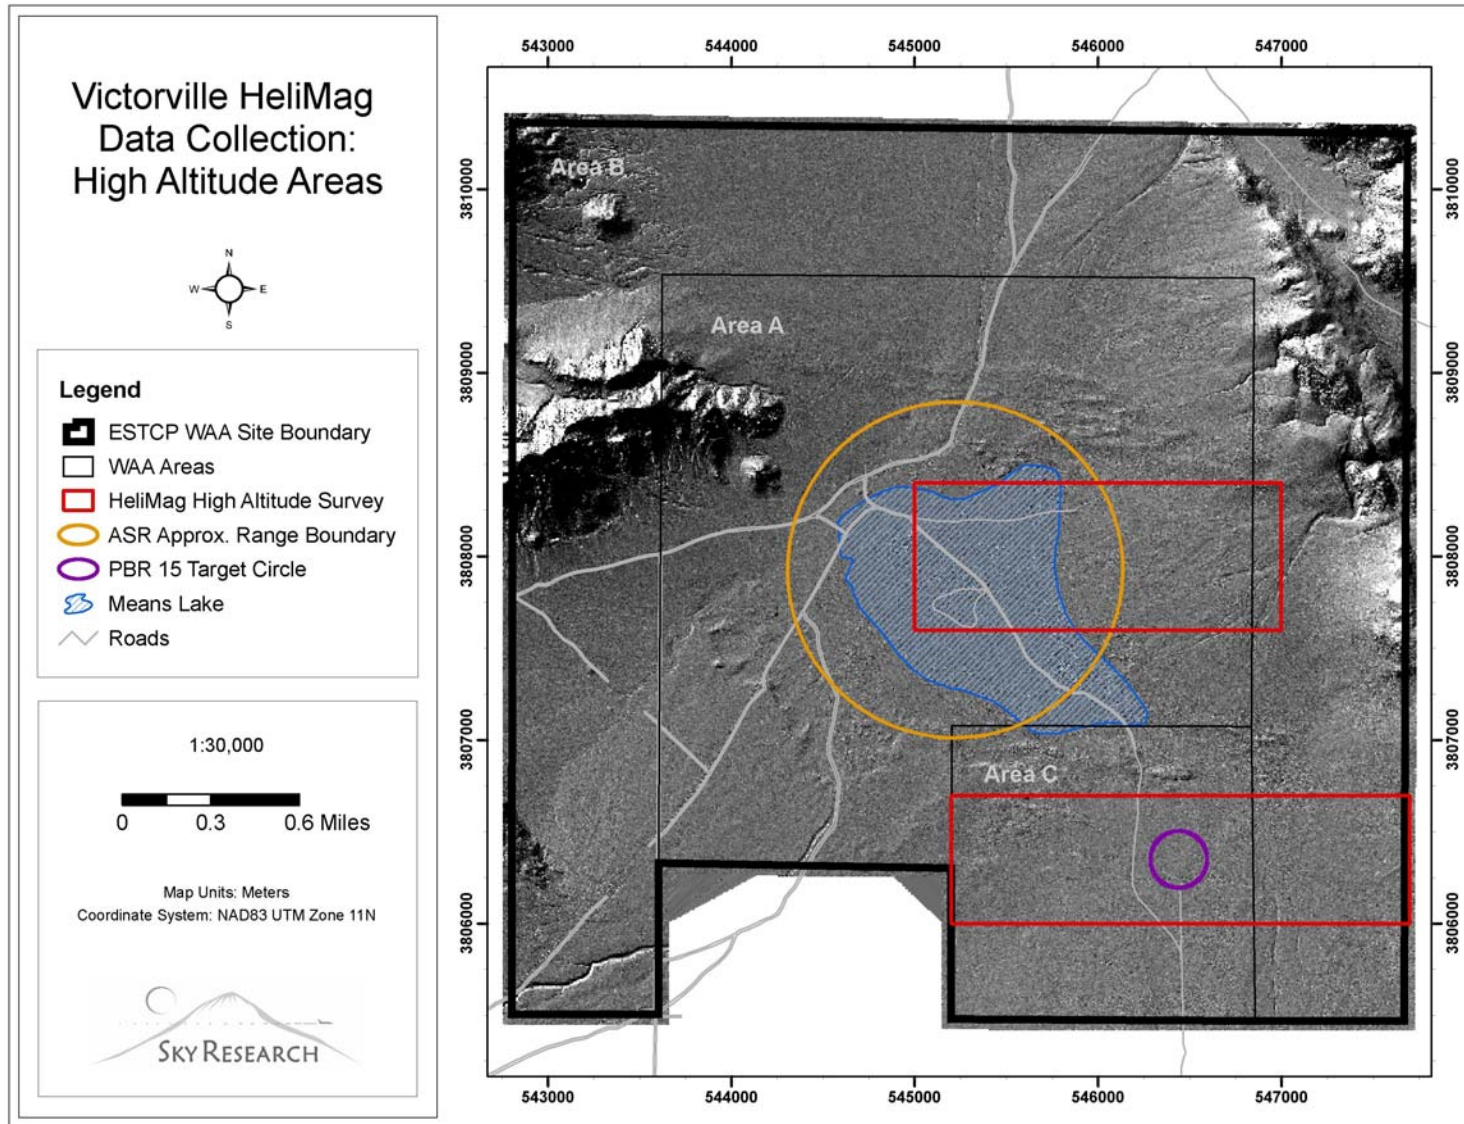 Victorville HeliMag
Data Collection:
High Altitude Areas
N
W E
S
Legend
ESTCP WAA Site Boundary
WAA Areas
HeliMag High Altitude Survey
ASR Approx. Range Boundary
PBR 15 Target Circle
Means Lake
Roads
1:30,000
0 0.3 0.6 Miles
Map Units: Meters
Coordinate System: NAD83 UTM Zone 11N
SKY RESEARCH
543000 544000 545000 546000 547000
3810000
3809000
3808000
3807000
3806000
Area B
Area A
Area C
3810000
3809000
3808000
3807000
3806000
543000 544000 545000 546000 547000